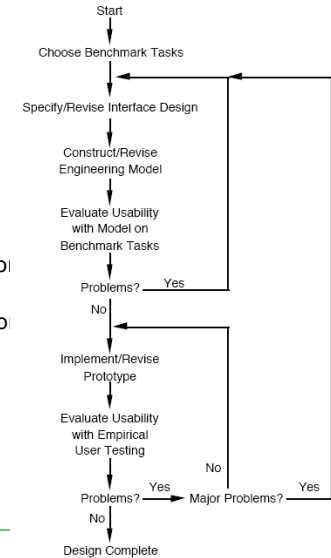 Start
Choose Benchmark Tasks
Specify/Revise Interface Design
Construct/Revise
Engineering Model
Evaluate Usability
with Model on
Benchmark Tasks
Problems?
Yes
No
Implement/Revise
Prototype
Evaluate Usability
with Empirical
User Testing
No
Problems?
Yes
Major Problems?
Yes
No
Design Complete